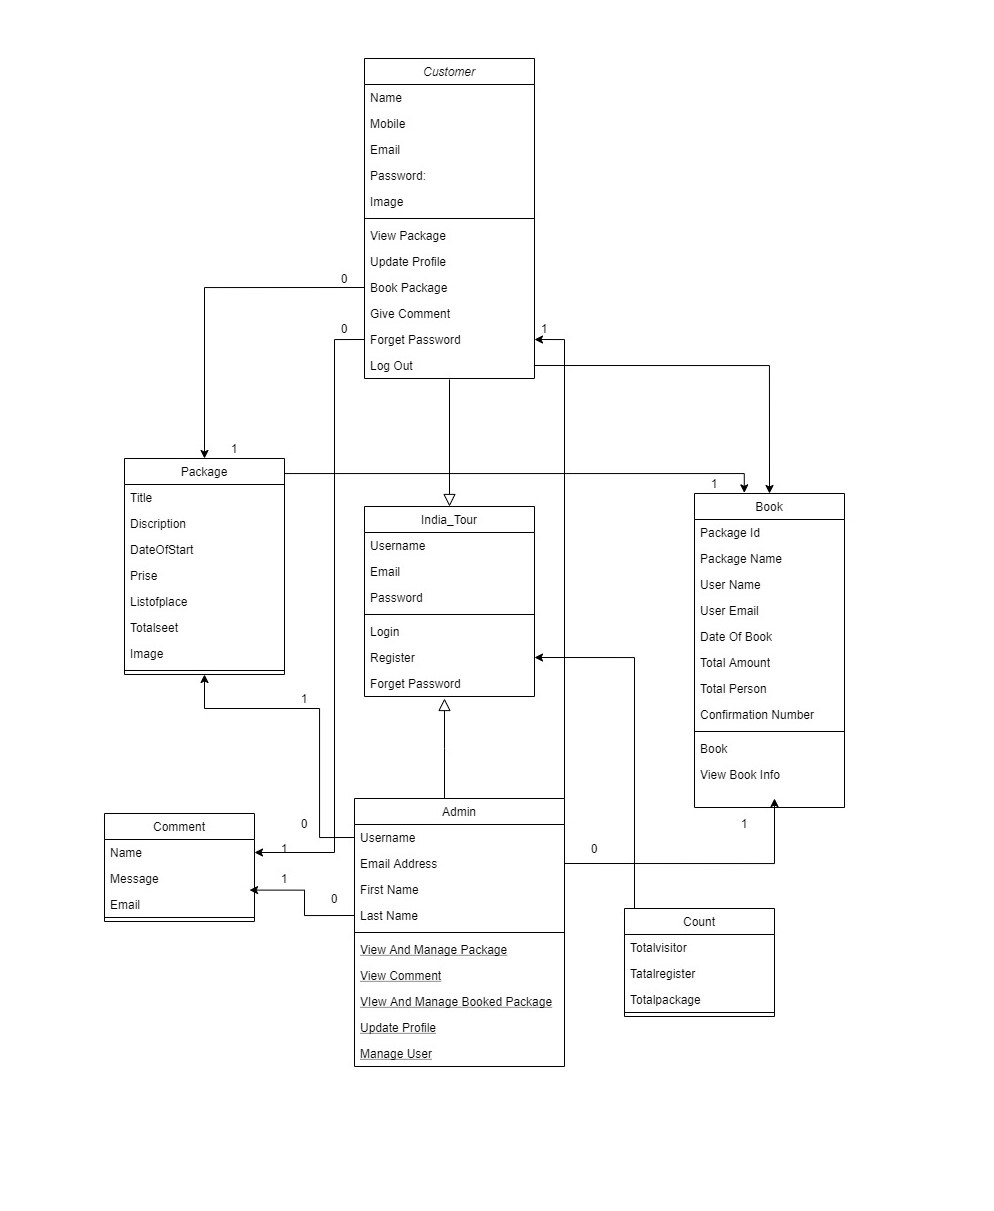 Customer
Name
Mobile
Email
Password:
Image
View Package
Update Profile
0
Book Package
Give Comment
0
Forget Password
1
Log Out
1
Package
Title
Discription
DateOfStart
Prise
Listofplace
Totalseet
Image
1
India_Tour
Username
Email
Password
Login
Register
Forget Password
1
Book
Package Id
Package Name
User Name
User Email
Date Of Book
Total Amount
Total Person
Confirmation Number
Book
View Book Info
1
0
Comment
Name
Message
Email
0
1
1
0
Admin
Username
Email Address
First Name
Last Name
View And Manage Package
View Comment
VIew And Manage Booked Package
Update Profile
Manage User
Count
Totalvisitor
Tatalregister
Totalpackage